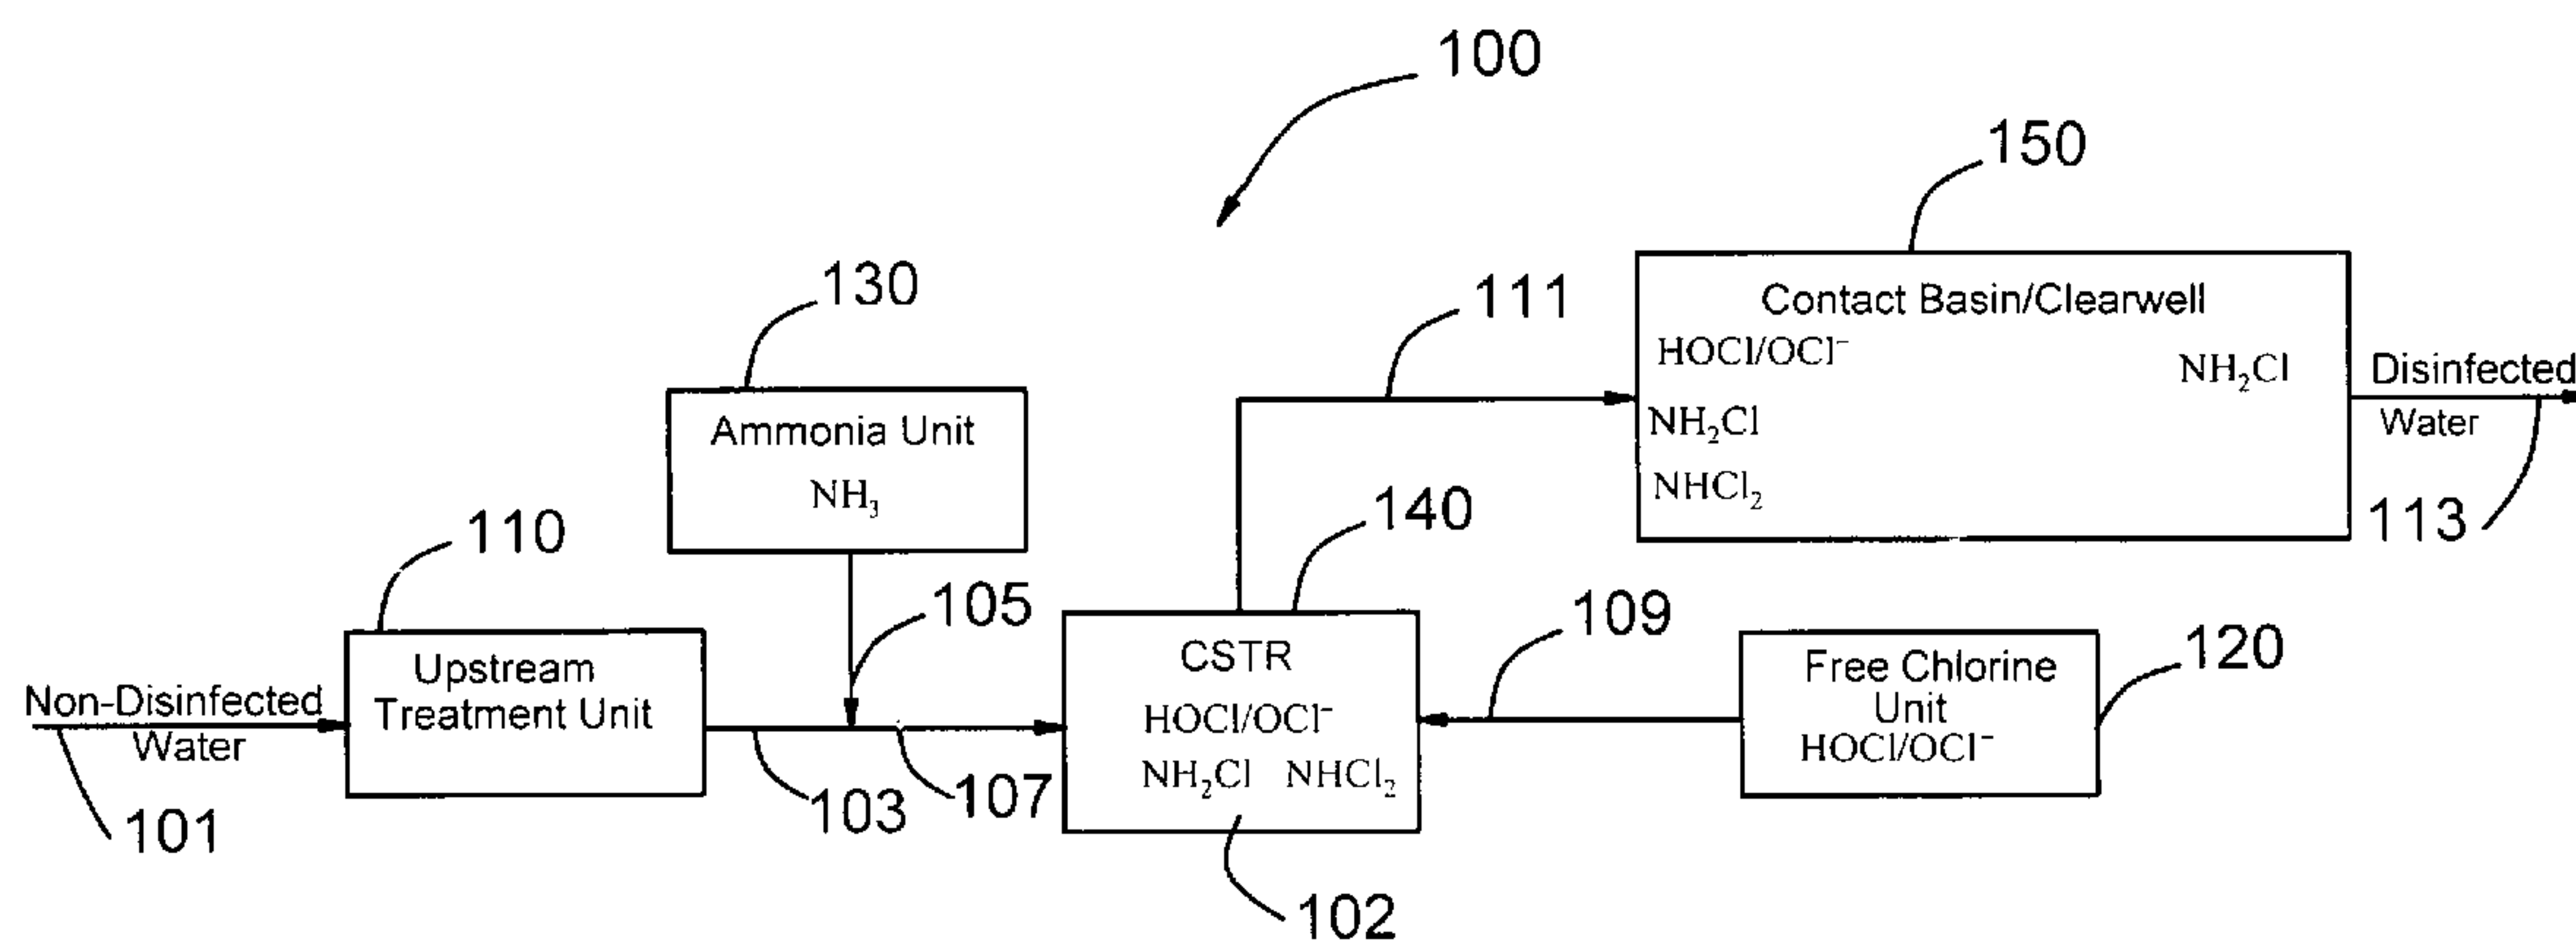 100
150
130
111
Contact Basin/Clearwell
HOCl/OCl⁻
NH₂Cl
NH₂Cl
NHCl₂
Disinfected
Water
113
Ammonia Unit
NH₃
110
140
105
109
120
Upstream
Treatment Unit
Non-Disinfected
Water
101
103
107
CSTR
HOCl/OCl⁻
NH₂Cl NHCl₂
102
Free Chlorine
Unit
HOCl/OCl⁻